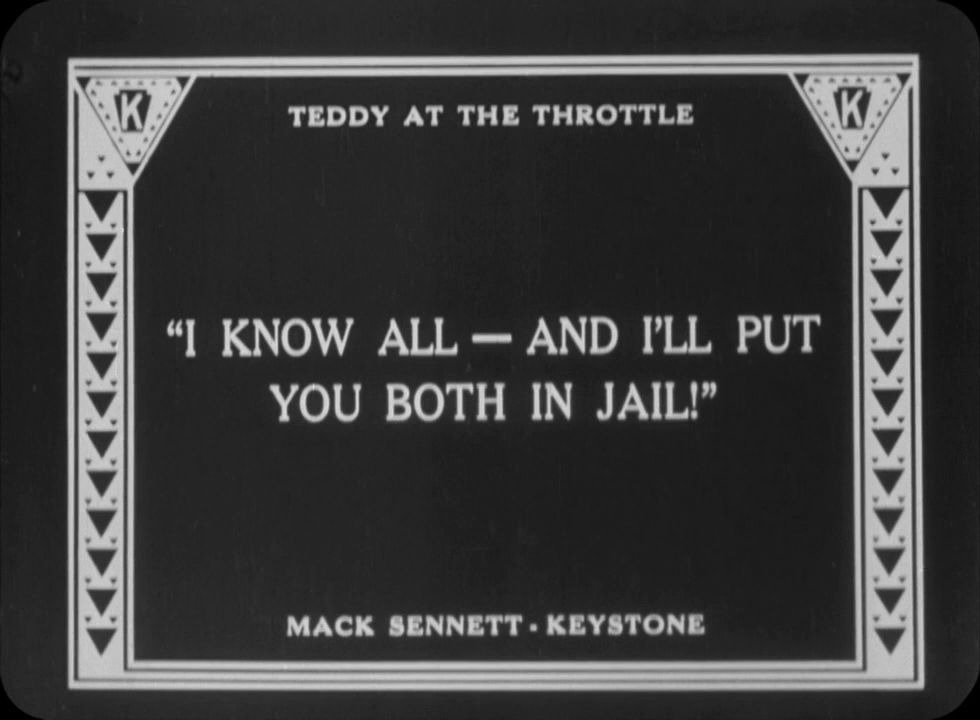 K K
TEDDY AT THE THROTTLE
“I KNOW ALL — AND I’LL PUT
YOU BOTH IN JAIL!”
MACK SENNETT · KEYSTONE